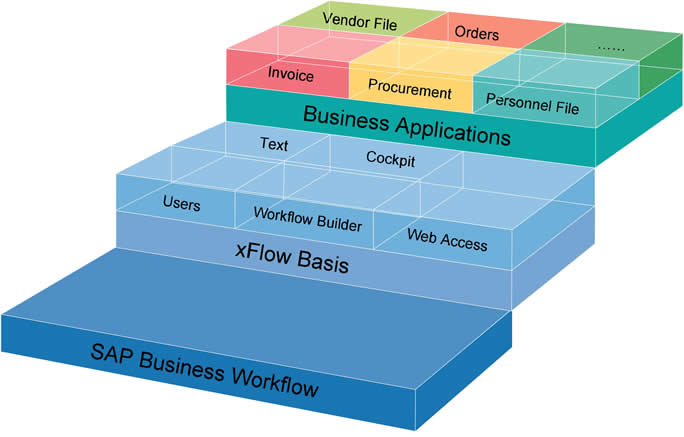 Vendor File
Orders
......
Invoice
Procurement
Personnel File
Business Applications
Text
Cockpit
Users
Workflow Builder
Web Access
xFlow Basis
SAP Business Workflow